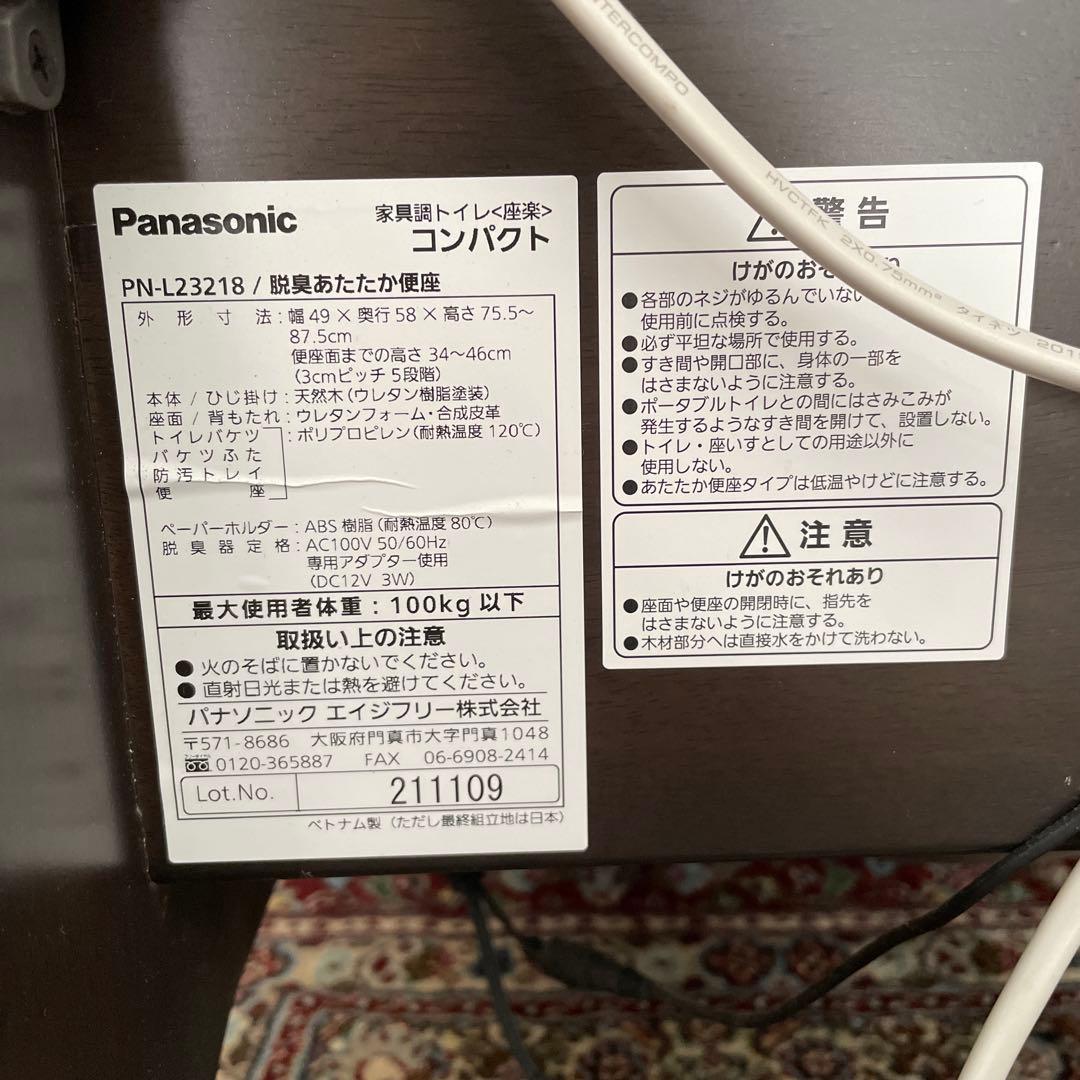 Panasonic
家具調トイレ<座楽>
コンパクト
PN-L23218 / 脱臭あたたか便座
外形寸法:幅49×奥行58×高さ75.5〜
87.5cm
便座面までの高さ34〜46cm
(3cmピッチ5段階)
本体/ひじ掛け:天然木(ウレタン樹脂塗装)
座面/背もたれ:ウレタンフォーム・合成皮革
トイレバケツ:ポリプロピレン(耐熱温度120℃)
バケツふた
防汚トレイ
便座
ペーパーホルダー:ABS樹脂(耐熱温度80℃)
脱臭器定格:AC100V 50/60Hz
専用アダプター使用
(DC12V 3W)
最大使用者体重:100kg以下
取扱い上の注意
●火のそばに置かないでください。
●直射日光または熱を避けてください。
パナソニック エイジフリー株式会社
〒571-8686 大阪府門真市大字門真1048
0120-365887 FAX 06-6908-2414
Lot.No. 211109
ベトナム製(ただし最終組立地は日本)
警告
けがのおそれあり
●各部のネジがゆるんでいない
使用前に点検する。
●必ず平坦な場所で使用する。
●すき間や開口部に、身体の一部を
はさまないように注意する。
●ポータブルトイレとの間にはさみこみが
発生するようなすき間を開けて、設置しない。
●トイレ・座いすとしての用途以外に
使用しない。
●あたたか便座タイプは低温やけどに注意する。
注意
けがのおそれあり
●座面や便座の開閉時に、指先を
はさまないように注意する。
●木材部分へは直接水をかけて洗わない。
INTERCOMPO HVCTFK 2X0.75mm² タイネツ